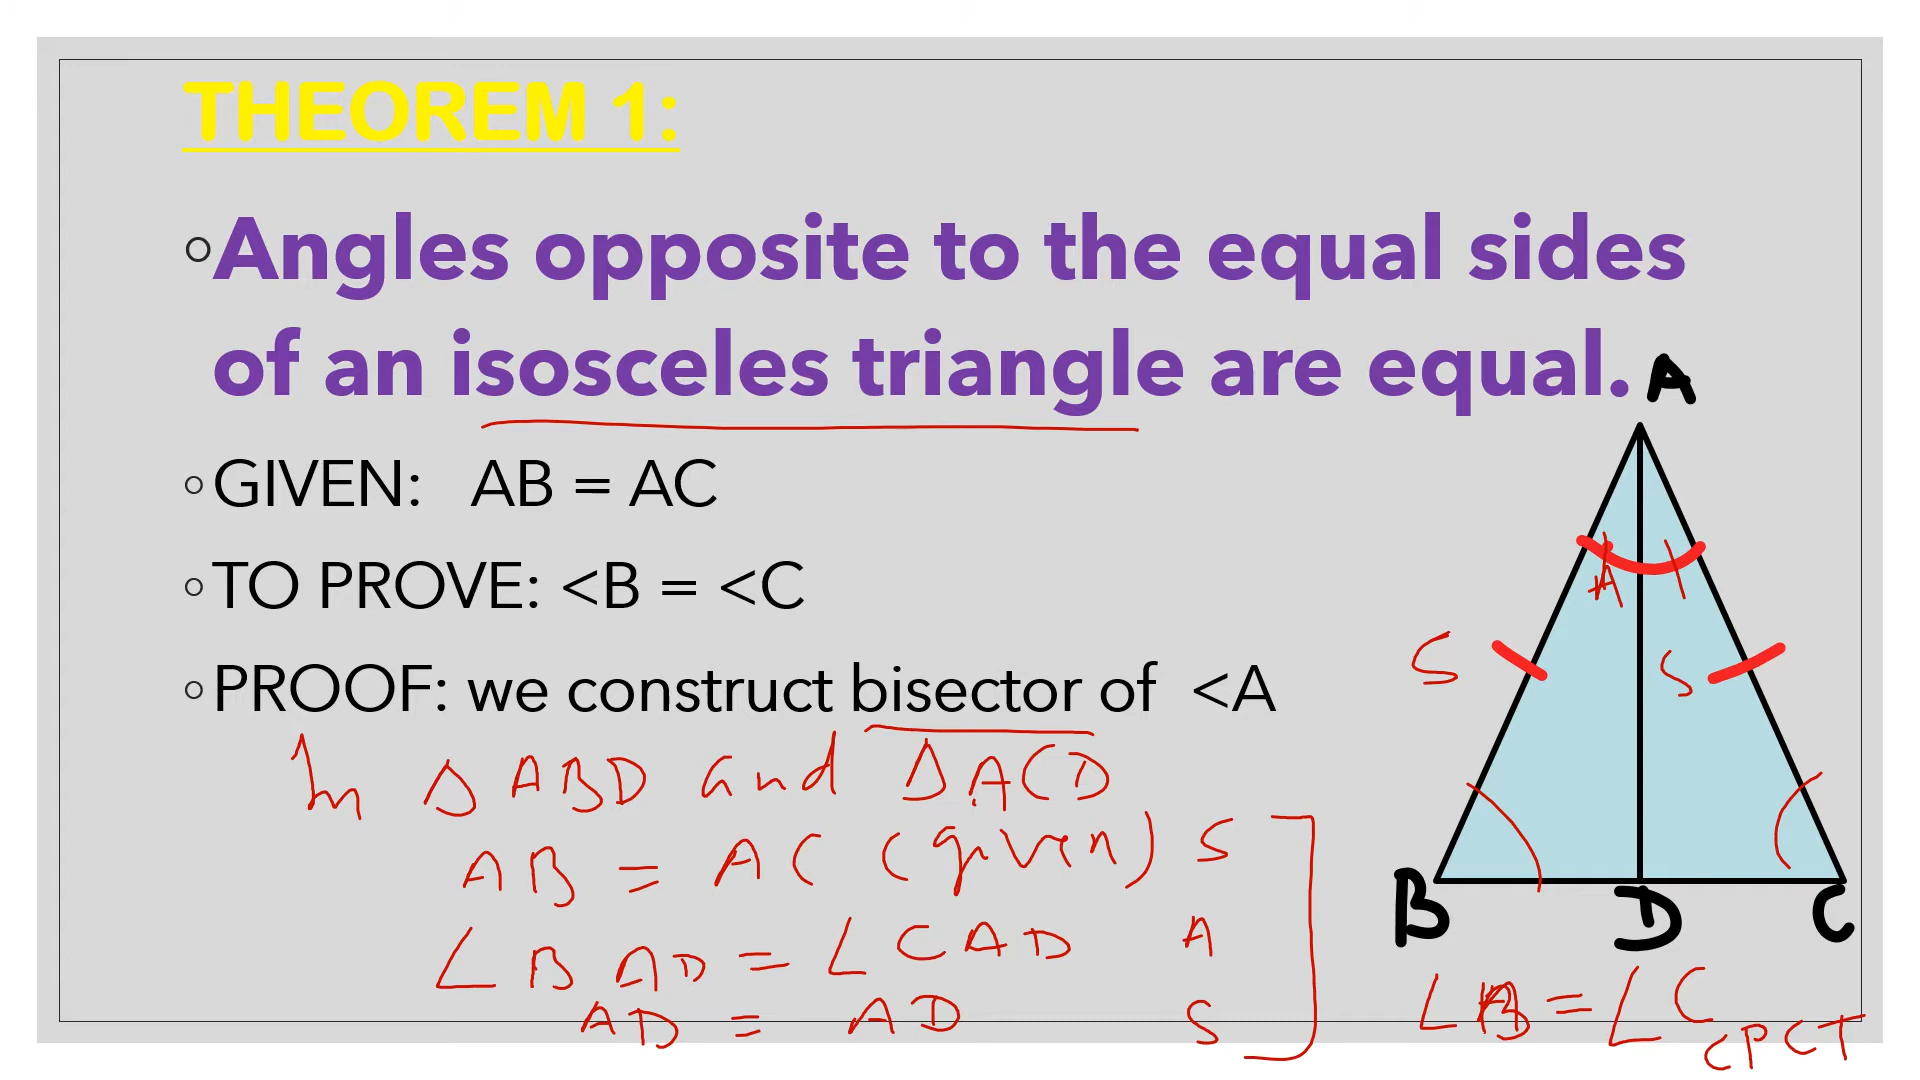 THEOREM 1:
Angles opposite to the equal sides
of an isosceles triangle are equal.
GIVEN: AB = AC
TO PROVE: <B = <C
PROOF: we construct bisector of <A
In Δ ABD and ΔACD
AB = AC (given) S
∠BAD = ∠CAD A
AD = AD S
A
A
S
S
B
D
C
∠B = ∠C
CPCT